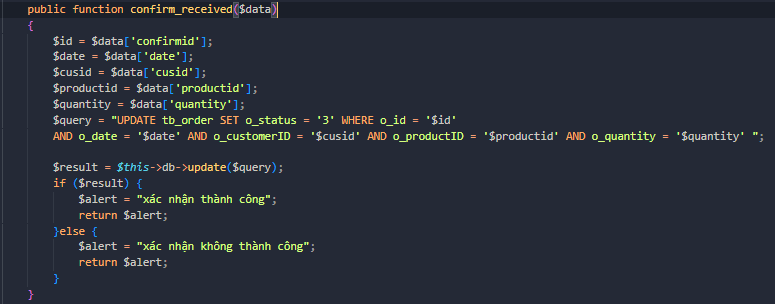 public function confirm_received($data)
{
$id = $data['confirmid'];
$date = $data['date'];
$cusid = $data['cusid'];
$productid = $data['productid'];
$quantity = $data['quantity'];
$query = "UPDATE tb_order SET o_status = '3' WHERE o_id = '$id'
AND o_date = '$date' AND o_customerID = '$cusid' AND o_productID = '$productid' AND o_quantity = '$quantity' ";
$result = $this->db->update($query);
if ($result) {
$alert = "xác nhận thành công";
return $alert;
}else {
$alert = "xác nhận không thành công";
return $alert;
}
}